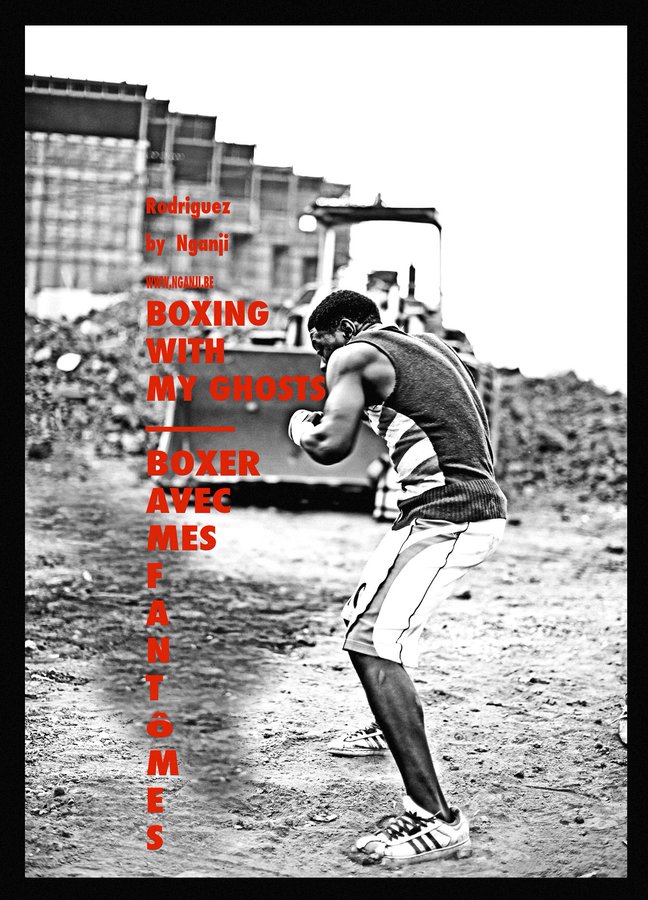 Rodriguez
by Nganji
WWW.NGANJI.BE
BOXING
WITH
MY GHOSTS
BOXER
AVEC
MES
F
A
N
T
ô
M
E
S